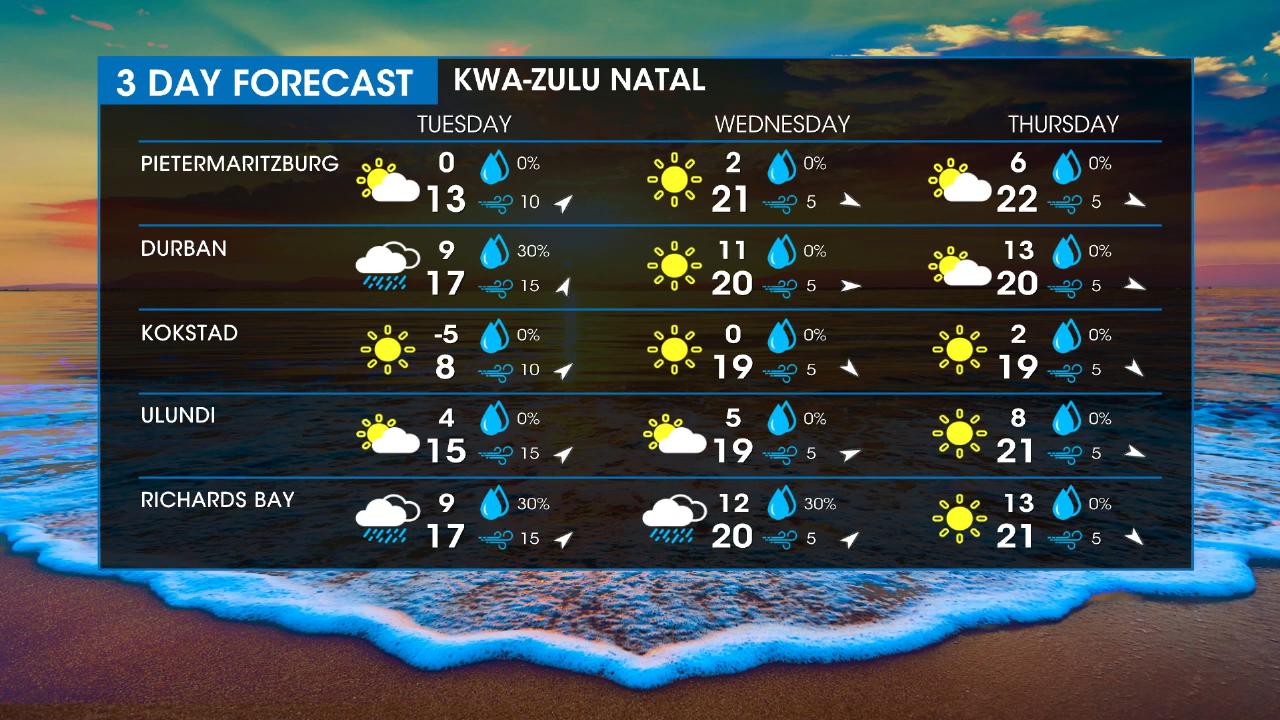 3 DAY FORECAST KWA-ZULU NATAL
TUESDAY WEDNESDAY THURSDAY
PIETERMARITZBURG 0 0% 2 0% 6 0%
13 10 21 5 22 5
DURBAN 9 30% 11 0% 13 0%
17 15 20 5 20 5
KOKSTAD -5 0% 0 0% 2 0%
8 10 19 5 19 5
ULUNDI 4 0% 5 0% 8 0%
15 15 19 5 21 5
RICHARDS BAY 9 30% 12 30% 13 0%
17 15 20 5 21 5